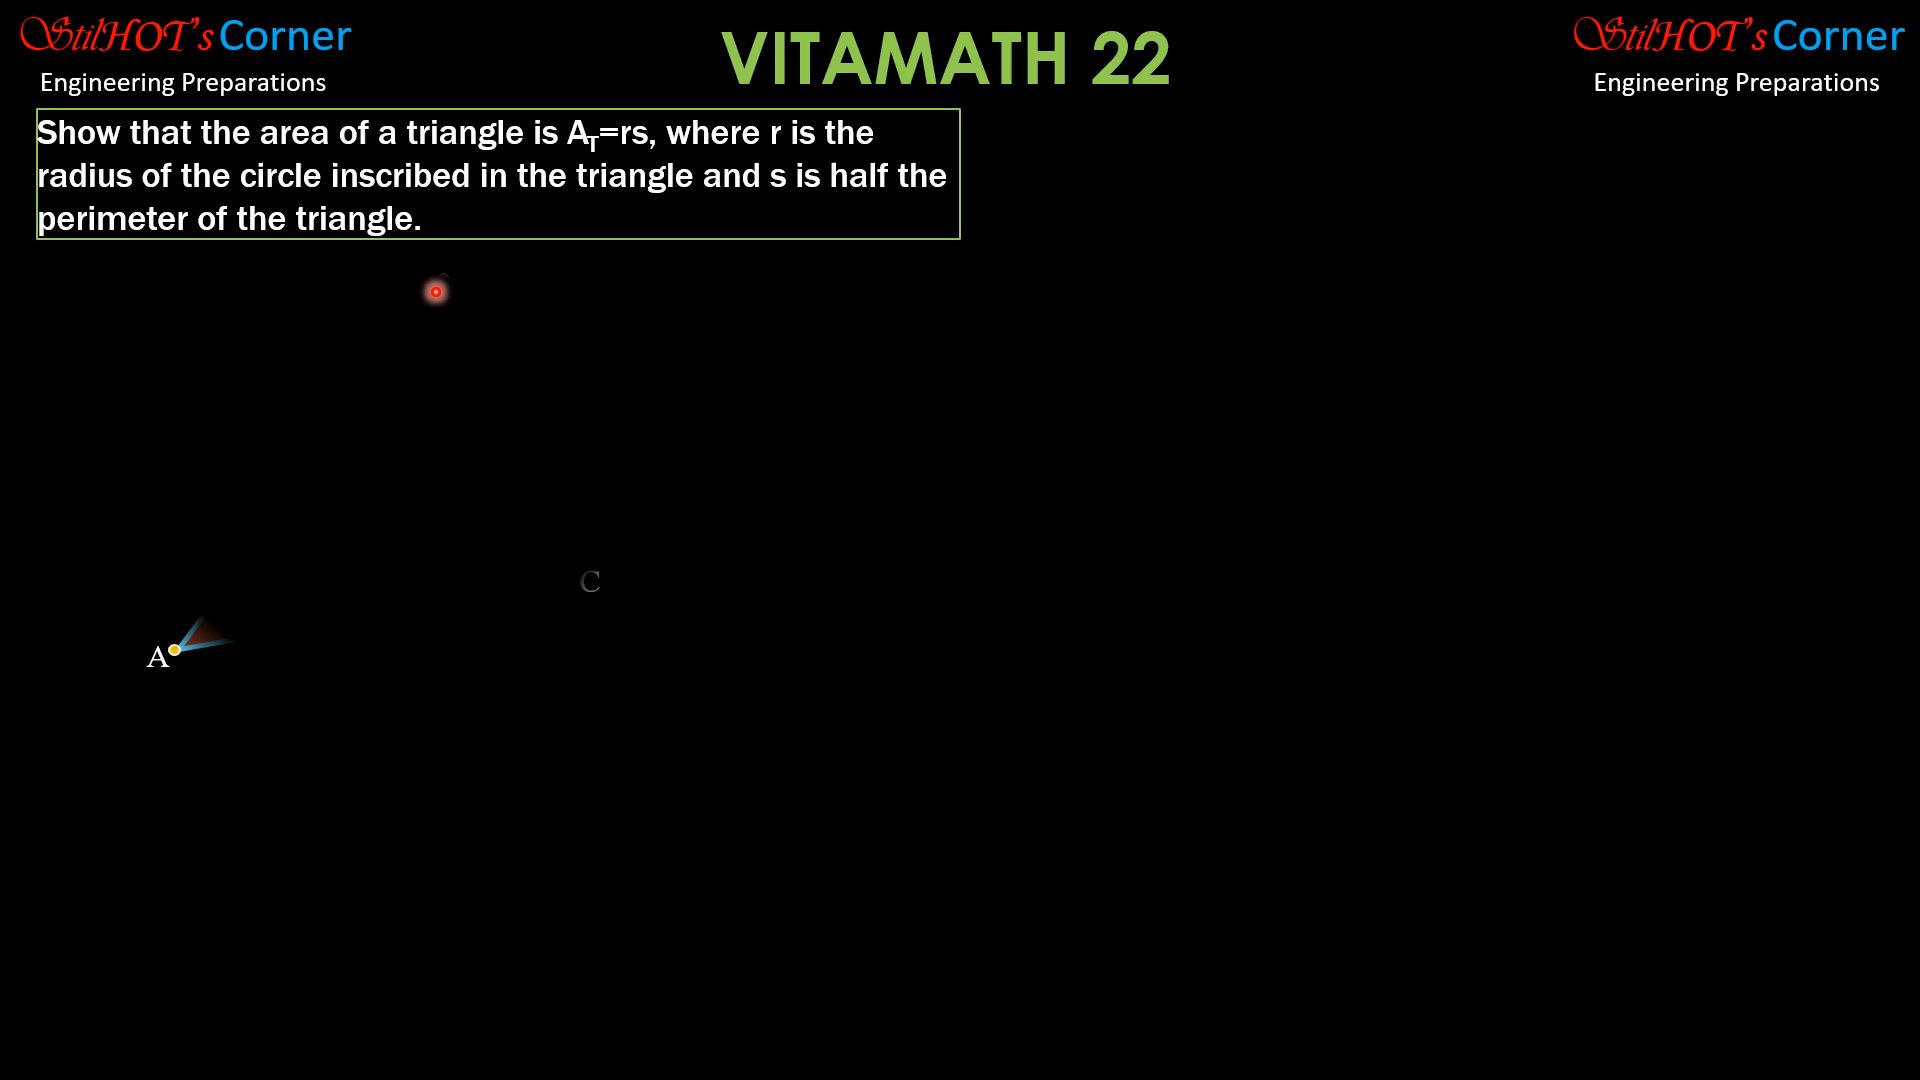 StilHOT's Corner
Engineering Preparations
VITAMATH 22
StilHOT's Corner
Engineering Preparations
Show that the area of a triangle is A_T=rs, where r is the
radius of the circle inscribed in the triangle and s is half the
perimeter of the triangle.
C
A